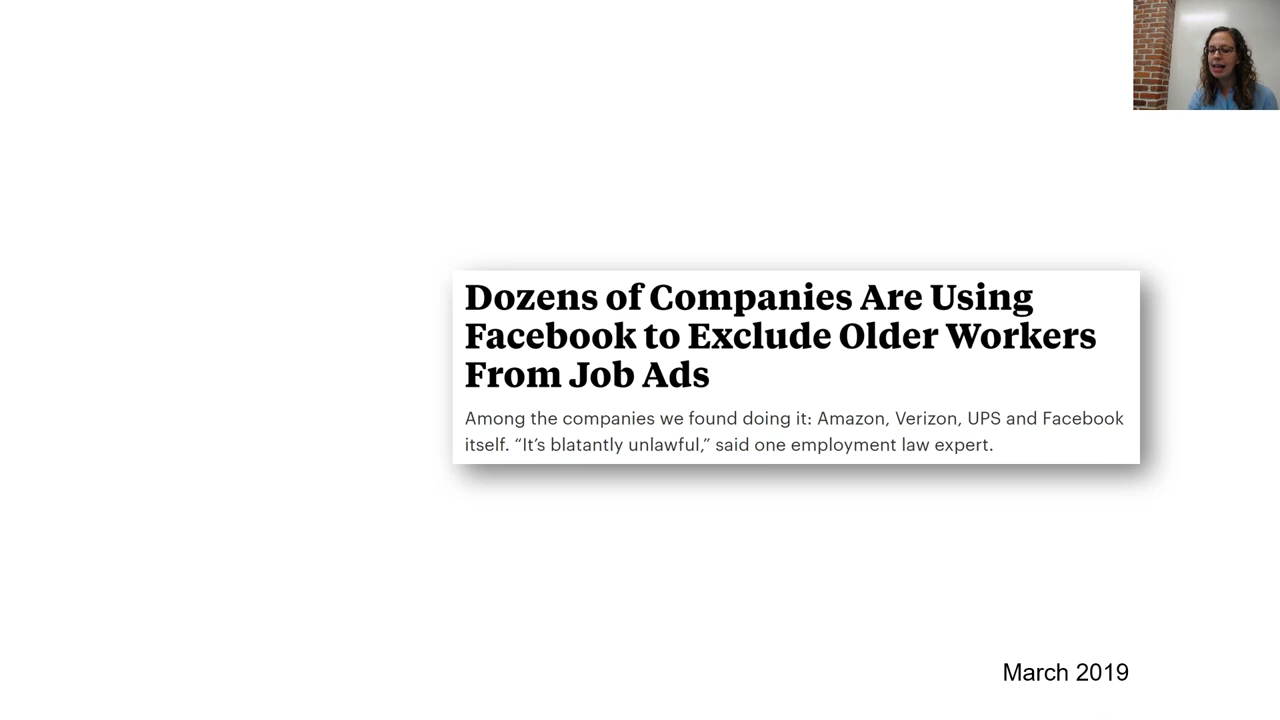 Dozens of Companies Are Using
Facebook to Exclude Older Workers
From Job Ads
Among the companies we found doing it: Amazon, Verizon, UPS and Facebook
itself. “It’s blatantly unlawful,” said one employment law expert.
March 2019